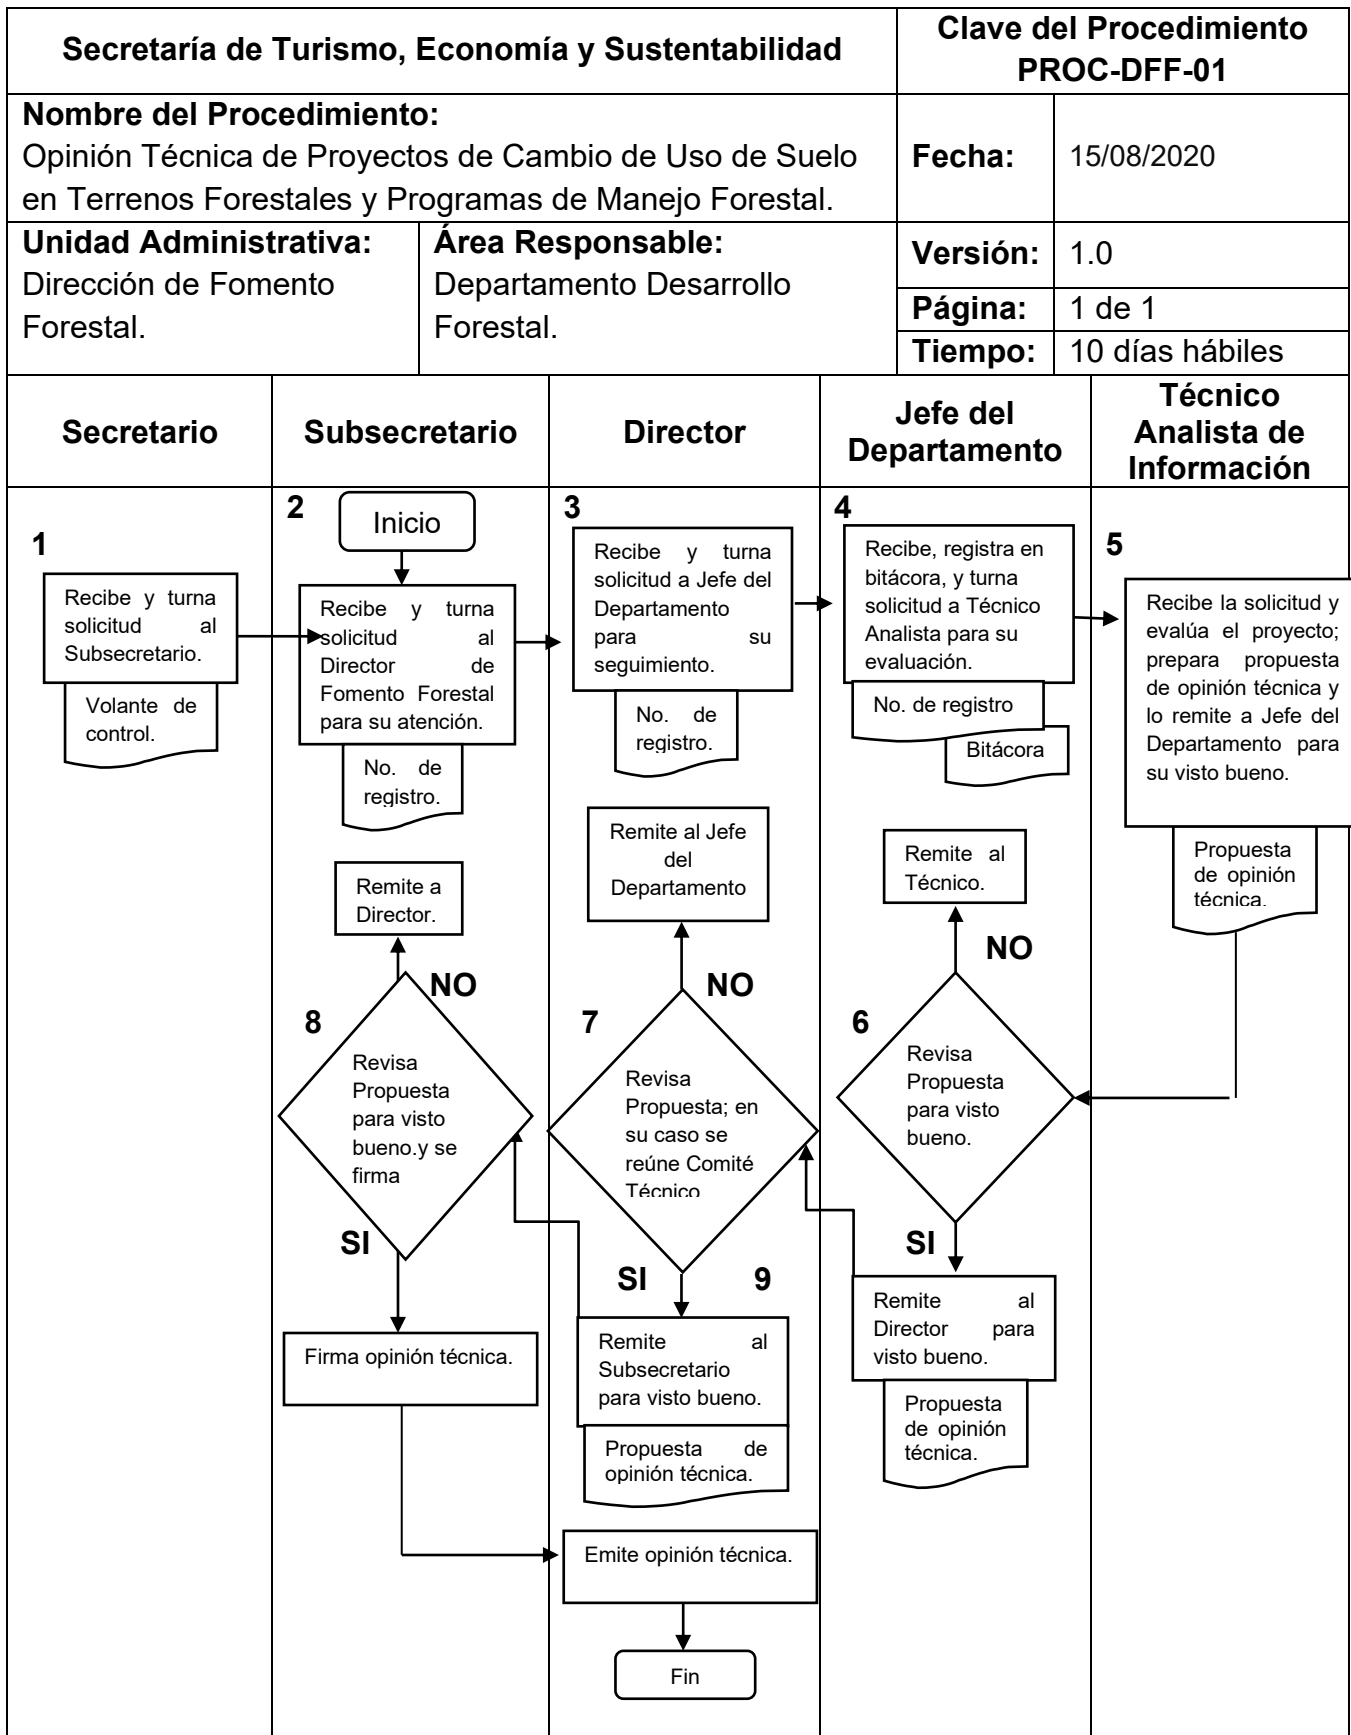 Secretaría de Turismo, Economía y Sustentabilidad
Clave del Procedimiento
PROC-DFF-01
Nombre del Procedimiento:
Opinión Técnica de Proyectos de Cambio de Uso de Suelo
en Terrenos Forestales y Programas de Manejo Forestal.
Fecha:
15/08/2020
Unidad Administrativa:
Dirección de Fomento
Forestal.
Área Responsable:
Departamento Desarrollo
Forestal.
Versión:
1.0
Página:
1 de 1
Tiempo:
10 días hábiles
Secretario
Subsecretario
Director
Jefe del
Departamento
Técnico
Analista de
Información
1
Recibe y turna
solicitud al
Subsecretario.
Volante de
control.
2
Inicio
Recibe y turna
solicitud al
Director de
Fomento Forestal
para su atención.
No. de
registro.
3
Recibe y turna
solicitud a Jefe del
Departamento
para su
seguimiento.
No. de
registro.
4
Recibe, registra en
bitácora, y turna
solicitud a Técnico
Analista para su
evaluación.
No. de registro
Bitácora
5
Recibe la solicitud y
evalúa el proyecto;
prepara propuesta
de opinión técnica y
lo remite a Jefe del
Departamento para
su visto bueno.
Propuesta
de opinión
técnica.
Remite al
Técnico.
NO
6
Revisa
Propuesta
para visto
bueno.
SI
Remite al
Director para
visto bueno.
Propuesta
de opinión
técnica.
Remite al Jefe
del
Departamento
NO
7
Revisa
Propuesta; en
su caso se
reúne Comité
Técnico
SI
9
Remite al
Subsecretario
para visto bueno.
Propuesta de
opinión técnica.
Remite a
Director.
NO
8
Revisa
Propuesta
para visto
bueno.y se
firma
SI
Firma opinión técnica.
Emite opinión técnica.
Fin